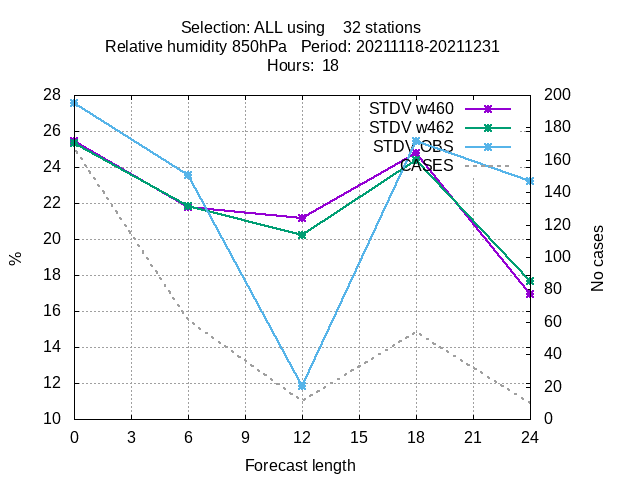 Selection: ALL using    32 stations
Relative humidity 850hPa   Period: 20211118-20211231
Hours:  18
STDV w460
STDV w462
STDV OBS
CASES
28
26
24
22
20
18
16
14
12
10
%
200
180
160
140
120
100
80
60
40
20
0
No cases
0 3 6 9 12 15 18 21 24
Forecast length